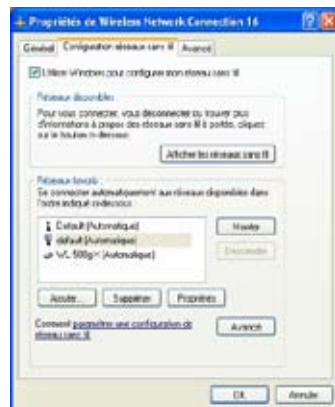 Propriétés de Wireless Network Connection 16
Général Configuration réseaux sans fil Avancé
Utiliser Windows pour configurer mon réseau sans fil
Réseaux disponibles
Pour vous connecter, vous déconnecter ou trouver plus
d'informations à propos des réseaux sans fil à portée, cliquez
sur le bouton ci-dessous.
Afficher les réseaux sans fil
Réseaux favoris :
Se connecter automatiquement aux réseaux disponibles dans
l'ordre indiqué ci-dessous :
Default (Automatique)
default (Automatique)
WL 500g (Automatique)
Monter
Descendre
Ajouter... Supprimer Propriétés
Comment paramétrer une configuration de
réseau sans fil
Avancé
OK Annuler